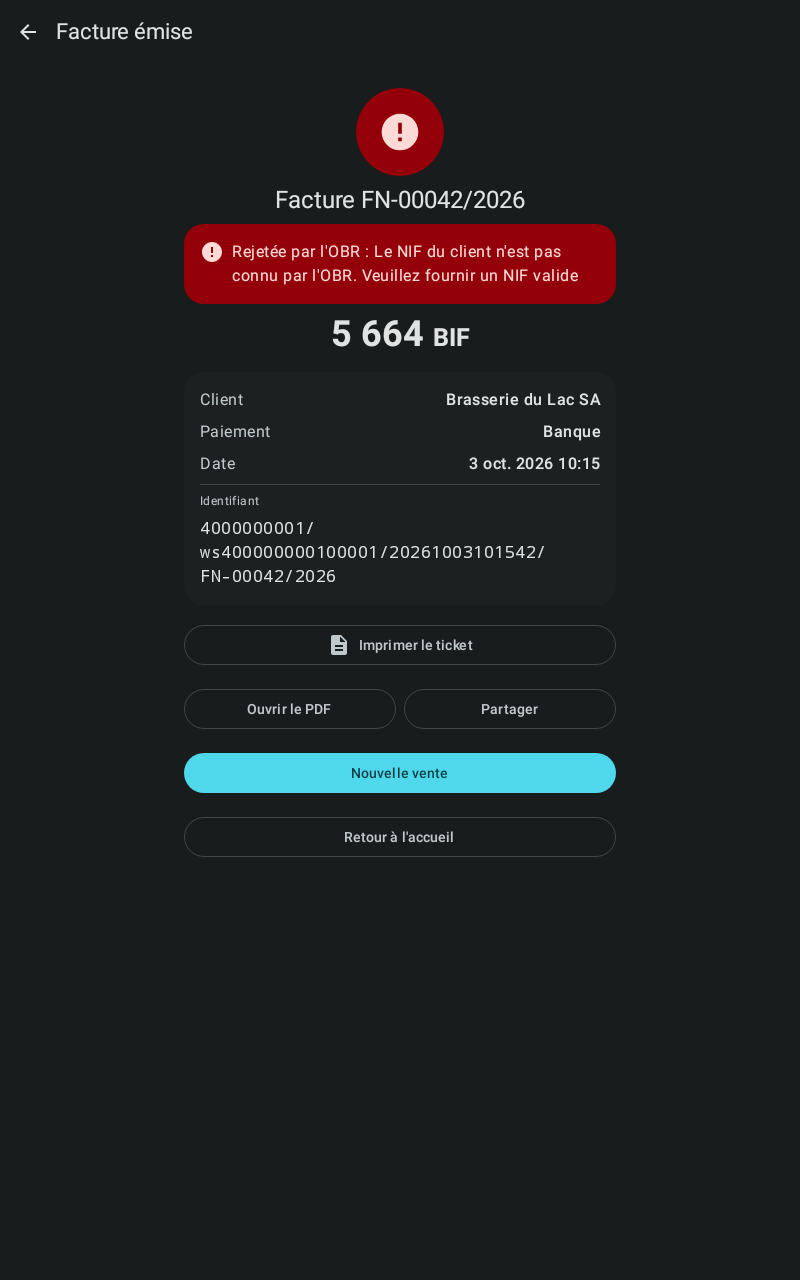 Facture émise
Facture FN-00042/2026
Rejetée par l'OBR : Le NIF du client n'est pas
connu par l'OBR. Veuillez fournir un NIF valide
5 664 BIF
Client Brasserie du Lac SA
Paiement Banque
Date 3 oct. 2026 10:15
Identifiant
4000000001/
ws400000000100001/20261003101542/
FN-00042/2026
Imprimer le ticket
Ouvrir le PDF Partager
Nouvelle vente
Retour à l'accueil